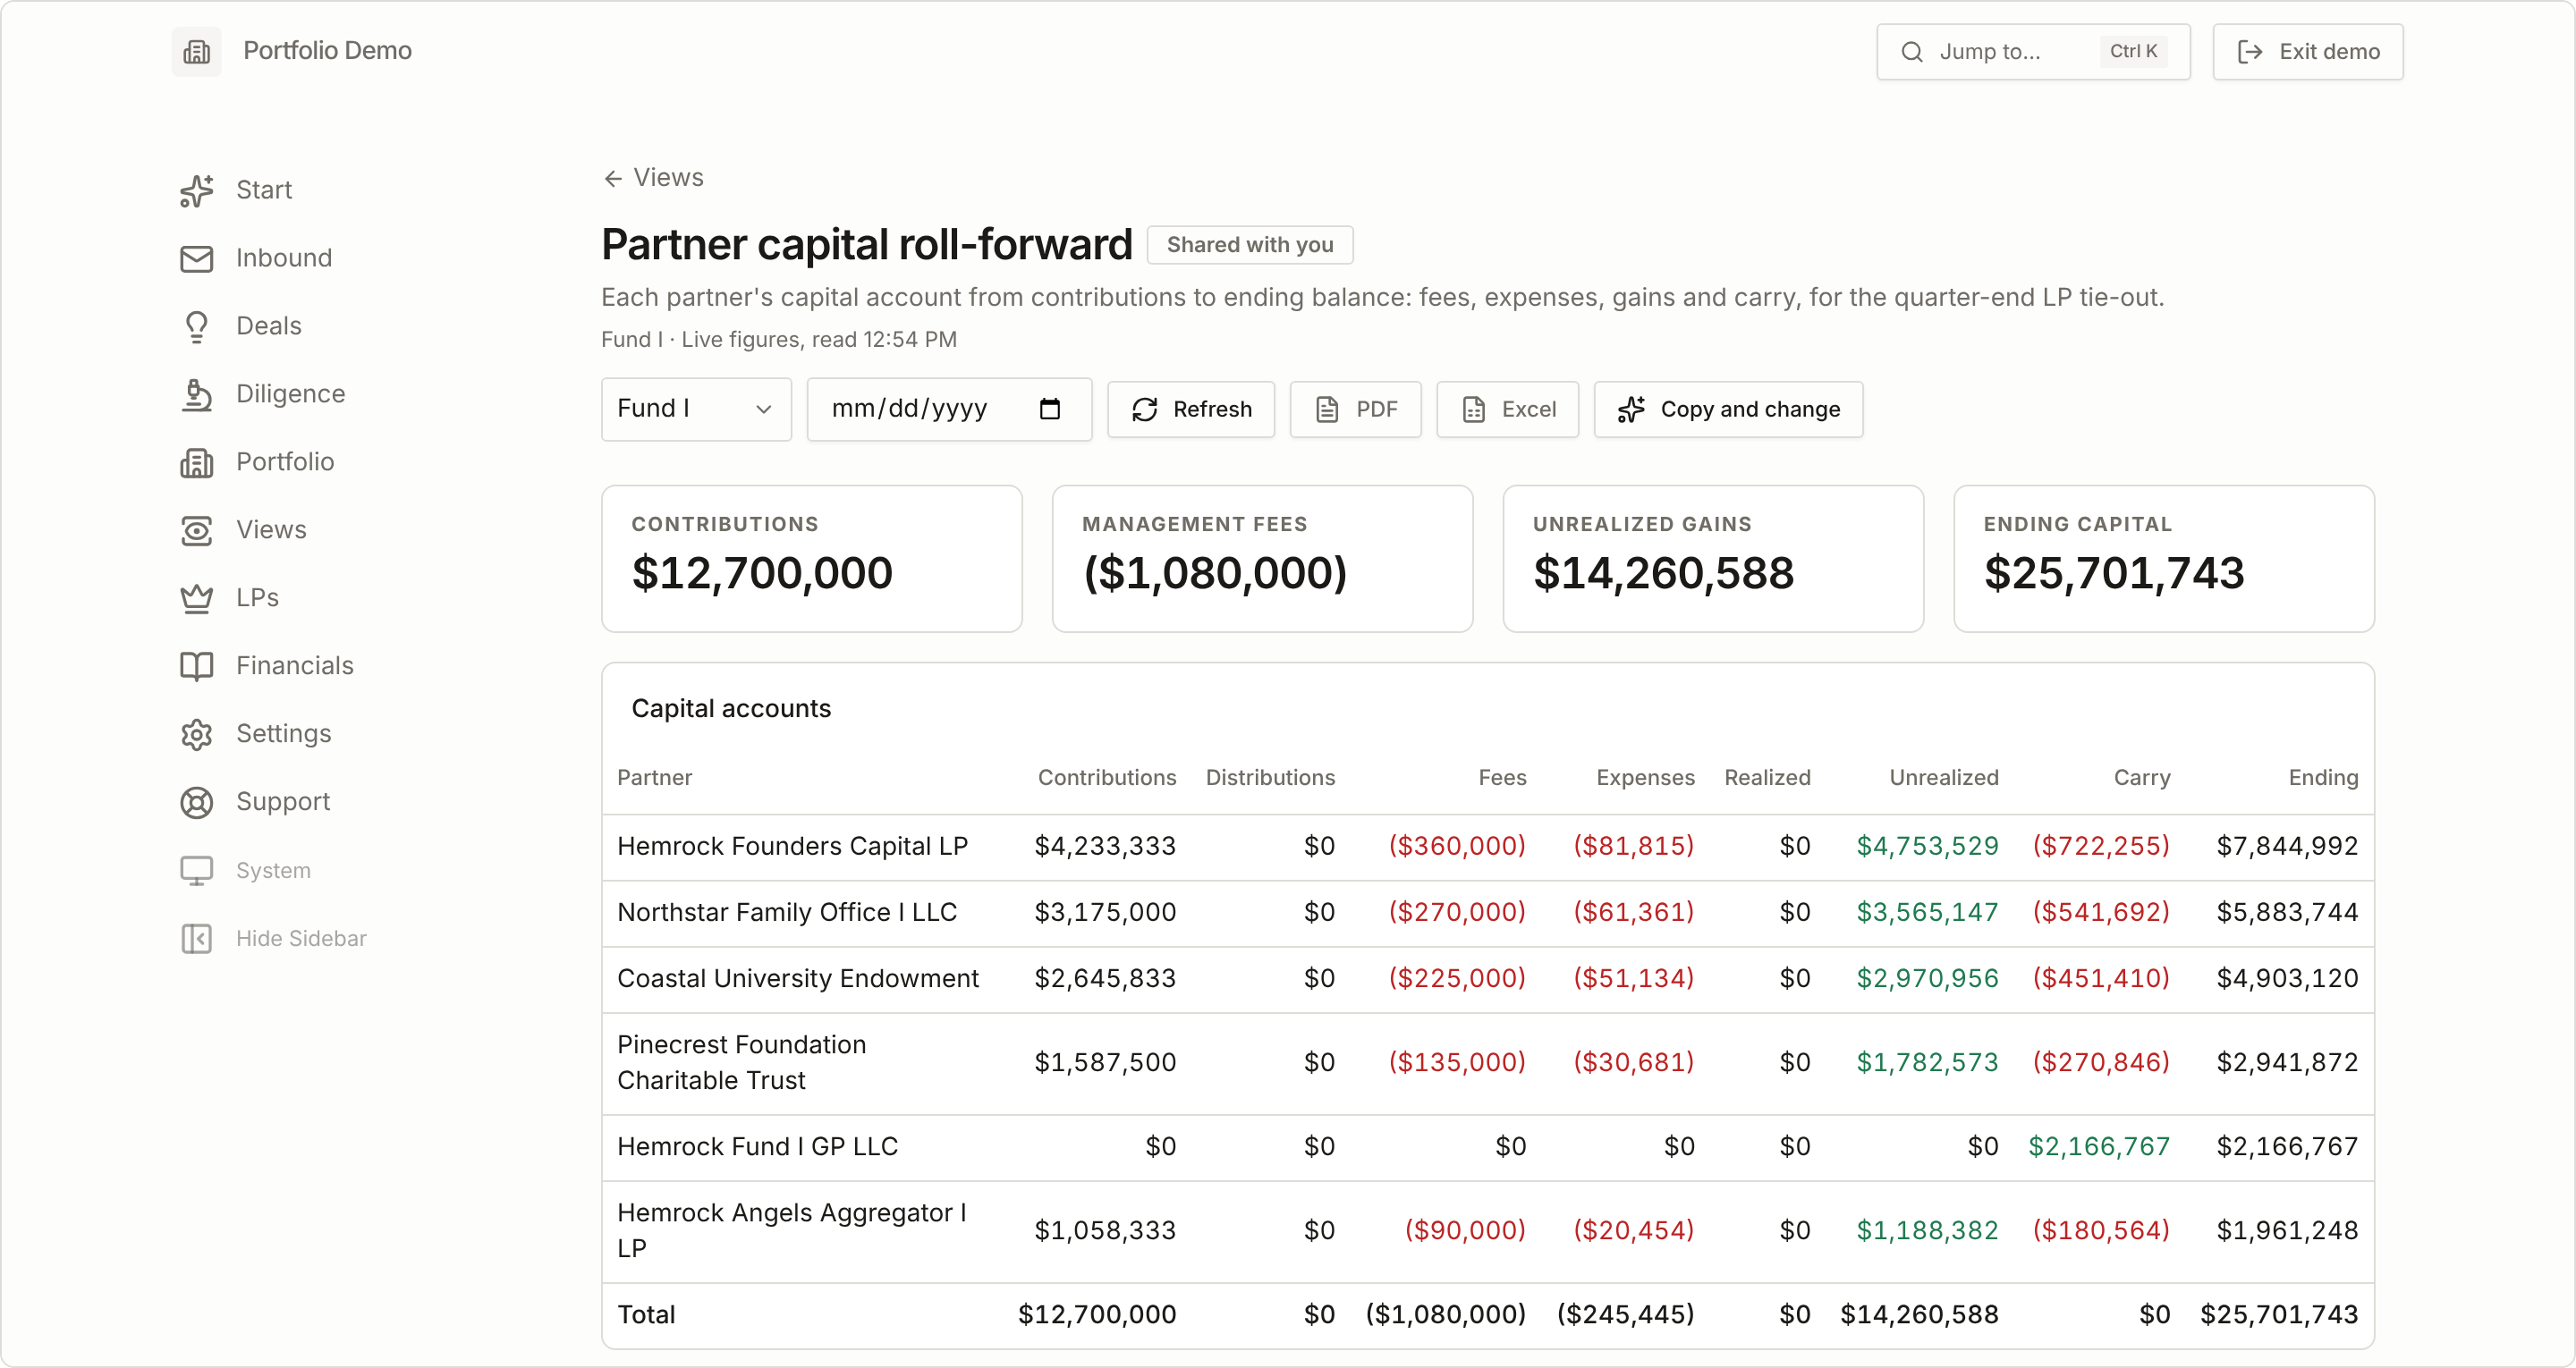 Portfolio Demo
Jump to...
Ctrl K
Exit demo
Start
Inbound
Deals
Diligence
Portfolio
Views
LPs
Financials
Settings
Support
System
Hide Sidebar
← Views
Partner capital roll-forward
Shared with you
Each partner's capital account from contributions to ending balance: fees, expenses, gains and carry, for the quarter-end LP tie-out.
Fund I · Live figures, read 12:54 PM
Fund I
mm/dd/yyyy
Refresh
PDF
Excel
Copy and change
CONTRIBUTIONS
$12,700,000
MANAGEMENT FEES
($1,080,000)
UNREALIZED GAINS
$14,260,588
ENDING CAPITAL
$25,701,743
Capital accounts
Partner Contributions Distributions Fees Expenses Realized Unrealized Carry Ending
Hemrock Founders Capital LP $4,233,333 $0 ($360,000) ($81,815) $0 $4,753,529 ($722,255) $7,844,992
Northstar Family Office I LLC $3,175,000 $0 ($270,000) ($61,361) $0 $3,565,147 ($541,692) $5,883,744
Coastal University Endowment $2,645,833 $0 ($225,000) ($51,134) $0 $2,970,956 ($451,410) $4,903,120
Pinecrest Foundation
Charitable Trust $1,587,500 $0 ($135,000) ($30,681) $0 $1,782,573 ($270,846) $2,941,872
Hemrock Fund I GP LLC $0 $0 $0 $0 $0 $0 $2,166,767 $2,166,767
Hemrock Angels Aggregator I
LP $1,058,333 $0 ($90,000) ($20,454) $0 $1,188,382 ($180,564) $1,961,248
Total $12,700,000 $0 ($1,080,000) ($245,445) $0 $14,260,588 $0 $25,701,743